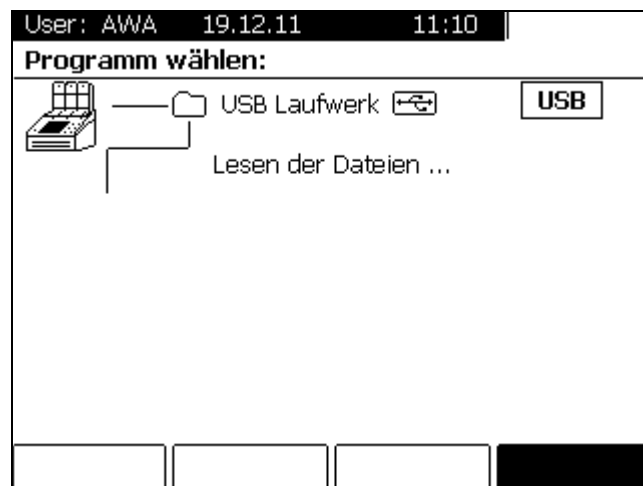 User: AWA 19.12.11 11:10
Programm wählen:
USB Laufwerk USB
Lesen der Dateien ...